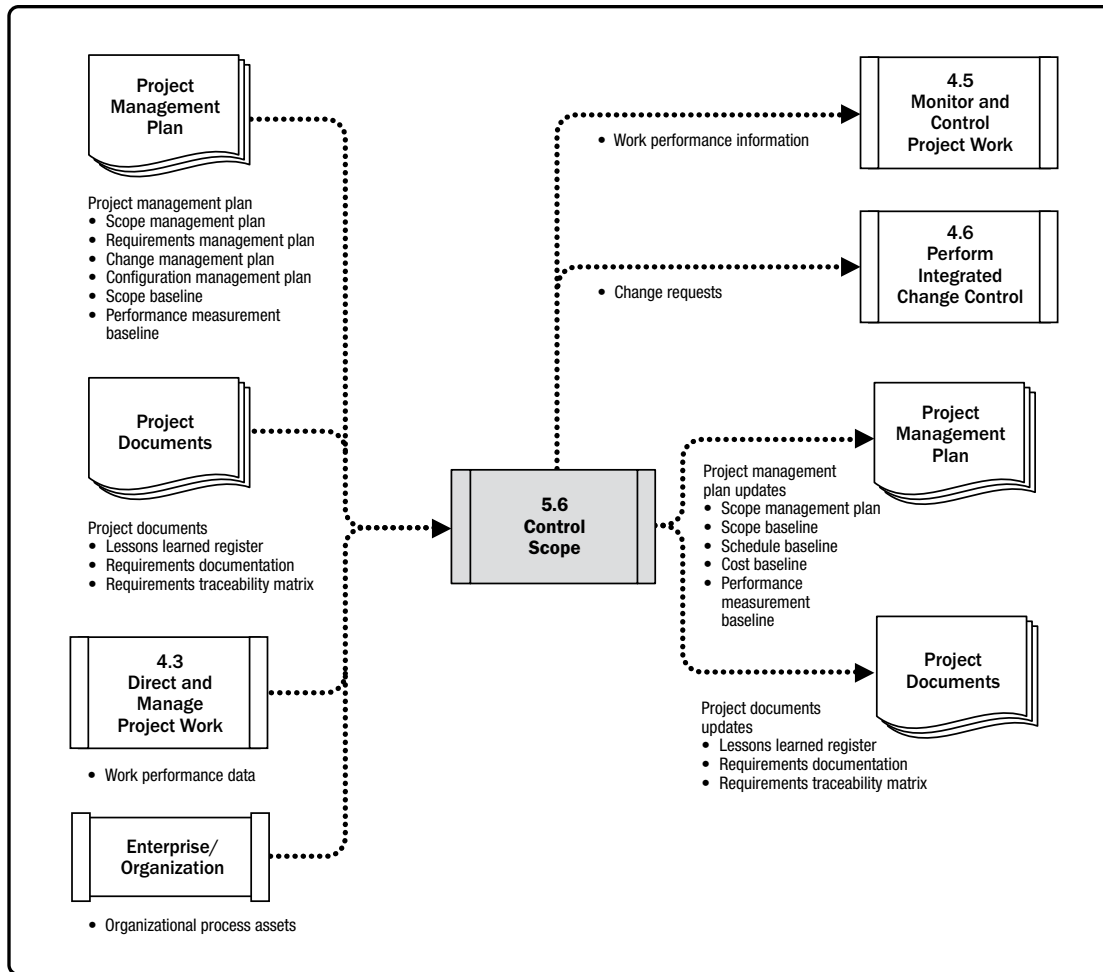 Project
Management
Plan
Project management plan
• Scope management plan
• Requirements management plan
• Change management plan
• Configuration management plan
• Scope baseline
• Performance measurement
baseline
Project
Documents
Project documents
• Lessons learned register
• Requirements documentation
• Requirements traceability matrix
4.3
Direct and
Manage
Project Work
• Work performance data
Enterprise/
Organization
• Organizational process assets
5.6
Control
Scope
• Work performance information
4.5
Monitor and
Control
Project Work
• Change requests
4.6
Perform
Integrated
Change Control
Project
Management
Plan
Project management
plan updates
• Scope management plan
• Scope baseline
• Schedule baseline
• Cost baseline
• Performance
measurement
baseline
Project
Documents
Project documents
updates
• Lessons learned register
• Requirements documentation
• Requirements traceability matrix